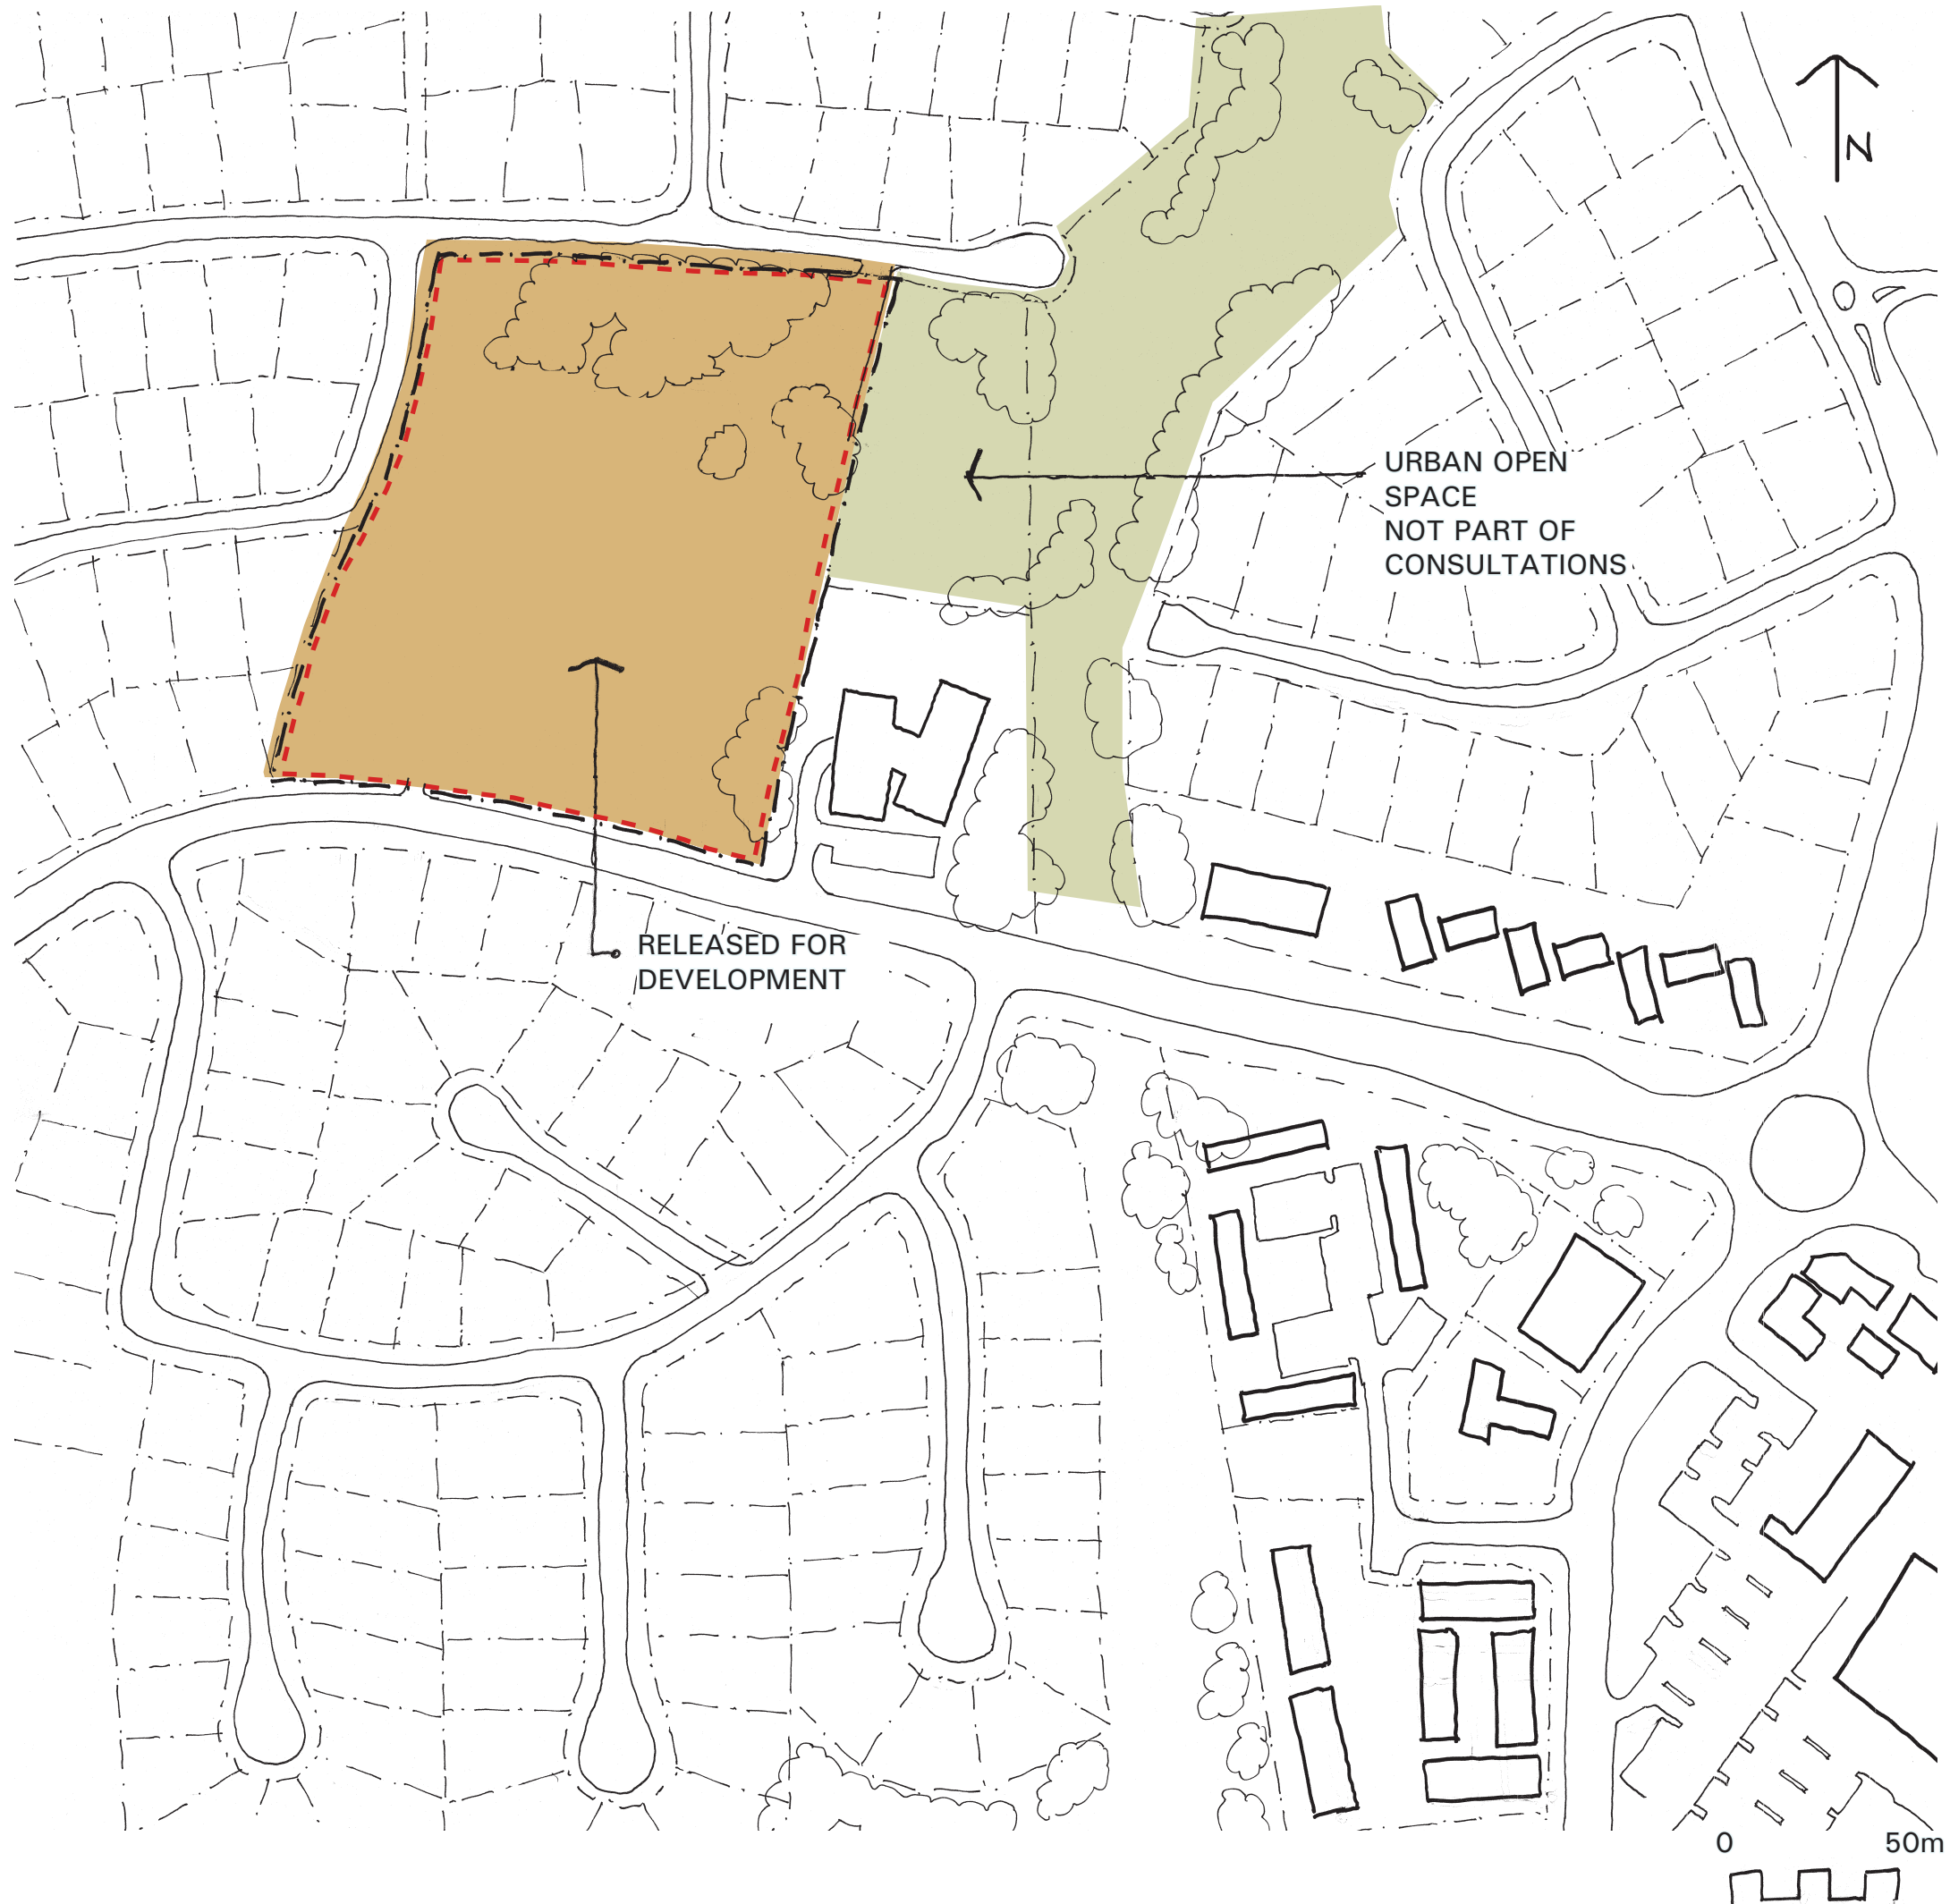 N
URBAN OPEN
SPACE
NOT PART OF
CONSULTATIONS
RELEASED FOR
DEVELOPMENT
0 50m